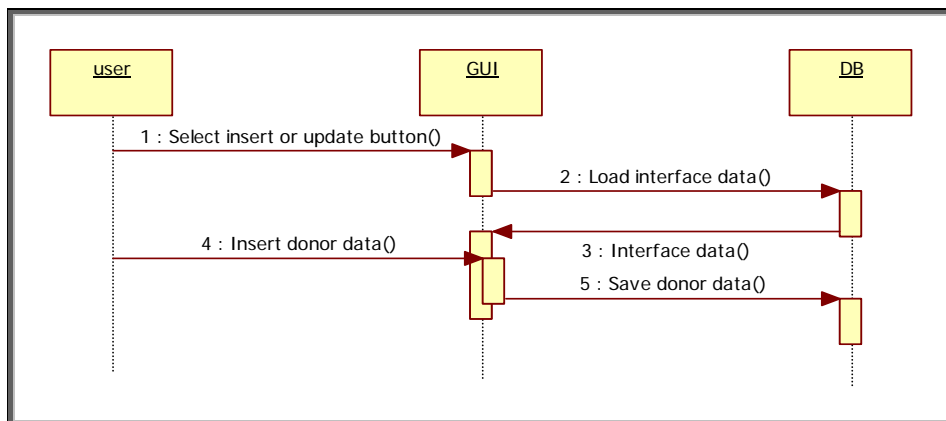 user
GUI
DB
1 : Select insert or update button()
2 : Load interface data()
3 : Interface data()
4 : Insert donor data()
5 : Save donor data()